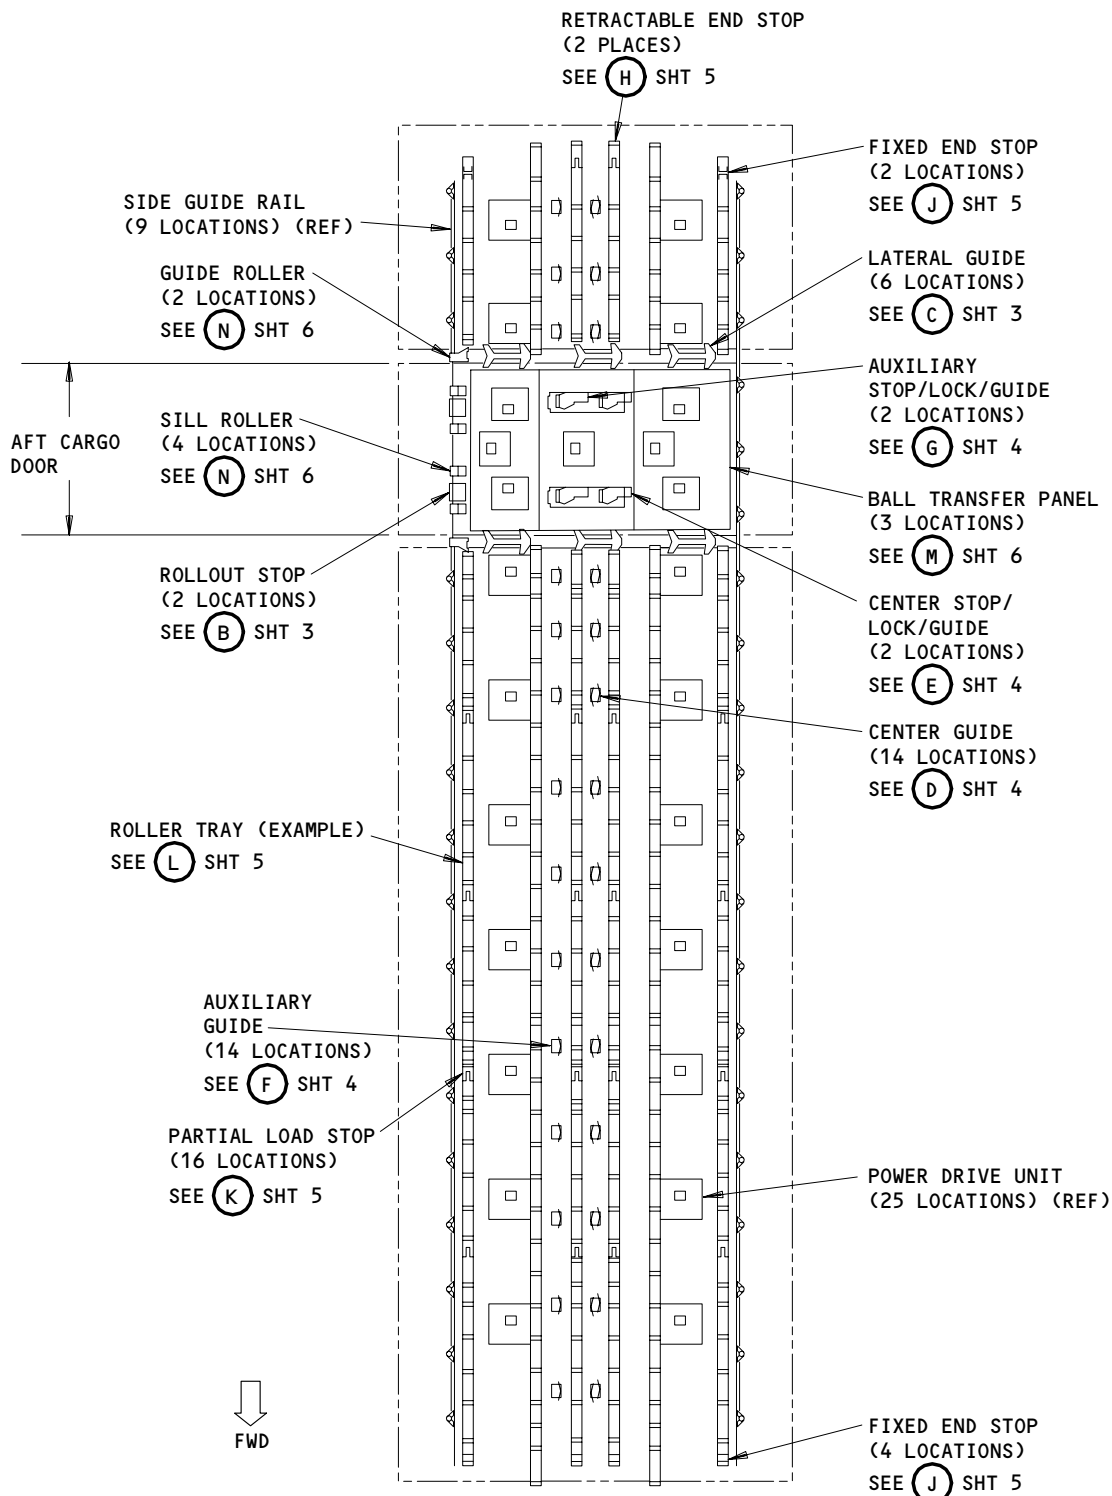 RETRACTABLE END STOP
(2 PLACES)
SEE H SHT 5
FIXED END STOP
(2 LOCATIONS)
SEE J SHT 5
SIDE GUIDE RAIL
(9 LOCATIONS) (REF)
LATERAL GUIDE
(6 LOCATIONS)
SEE C SHT 3
GUIDE ROLLER
(2 LOCATIONS)
SEE N SHT 6
AUXILIARY
STOP/LOCK/GUIDE
(2 LOCATIONS)
SEE G SHT 4
AFT CARGO
DOOR
SILL ROLLER
(4 LOCATIONS)
SEE N SHT 6
BALL TRANSFER PANEL
(3 LOCATIONS)
SEE M SHT 6
ROLLOUT STOP
(2 LOCATIONS)
SEE B SHT 3
CENTER STOP/
LOCK/GUIDE
(2 LOCATIONS)
SEE E SHT 4
CENTER GUIDE
(14 LOCATIONS)
SEE D SHT 4
ROLLER TRAY (EXAMPLE)
SEE L SHT 5
AUXILIARY
GUIDE
(14 LOCATIONS)
SEE F SHT 4
PARTIAL LOAD STOP
(16 LOCATIONS)
SEE K SHT 5
POWER DRIVE UNIT
(25 LOCATIONS) (REF)
FWD
FIXED END STOP
(4 LOCATIONS)
SEE J SHT 5